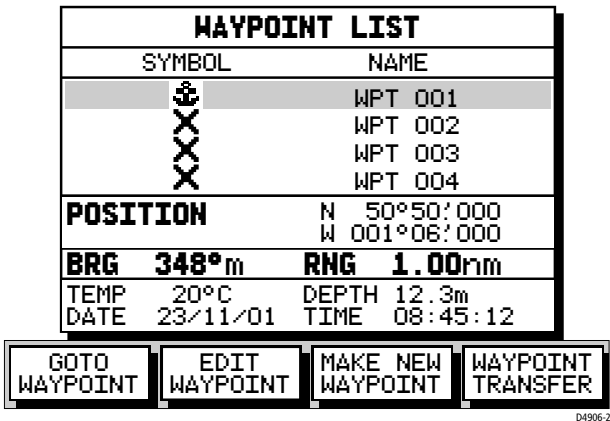 WAYPOINT LIST
SYMBOL NAME
WPT 001
WPT 002
WPT 003
WPT 004
POSITION N 50°50!000
W 001°06!000
BRG 348°m RNG 1.00nm
TEMP 20°C DEPTH 12.3m
DATE 23/11/01 TIME 08:45:12
GOTO WAYPOINT
EDIT WAYPOINT
MAKE NEW WAYPOINT
WAYPOINT TRANSFER
D4906-2